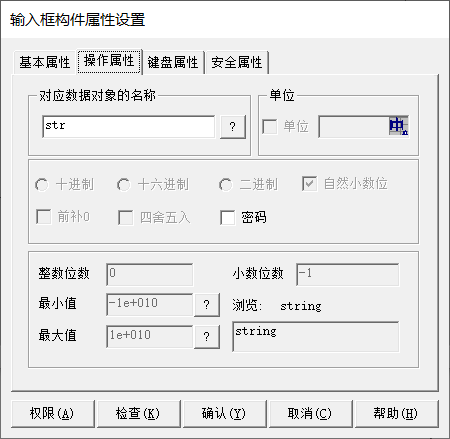 输入框构件属性设置
基本属性 操作属性 键盘属性 安全属性
对应数据对象的名称 单位
str ? 单位 中
十进制 十六进制 二进制 自然小数位
前补0 四舍五入 密码
整数位数 0 小数位数 -1
最小值 -1e+010 ? 浏览: string
最大值 1e+010 ? string
权限(A) 检查(K) 确认(Y) 取消(C) 帮助(H)